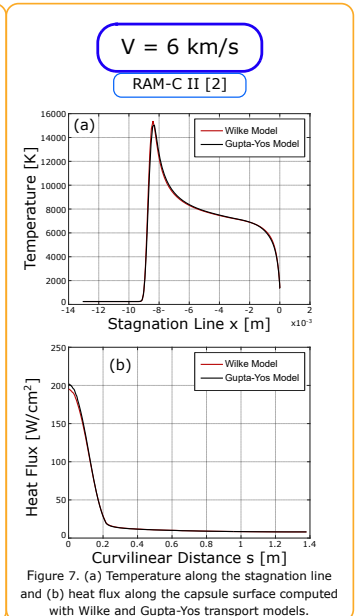 V = 6 km/s
RAM-C II [2]
(a)
Wilke Model
Gupta-Yos Model
Temperature [K]
16000
14000
12000
10000
8000
6000
4000
2000
0
-14 -12 -10 -8 -6 -4 -2 0 2
Stagnation Line x [m]
x10⁻³
(b)
Wilke Model
Gupta-Yos Model
Heat Flux [W/cm²]
250
200
150
100
50
0
0 0.2 0.4 0.6 0.8 1 1.2 1.4
Curvilinear Distance s [m]
Figure 7. (a) Temperature along the stagnation line
and (b) heat flux along the capsule surface computed
with Wilke and Gupta-Yos transport models.